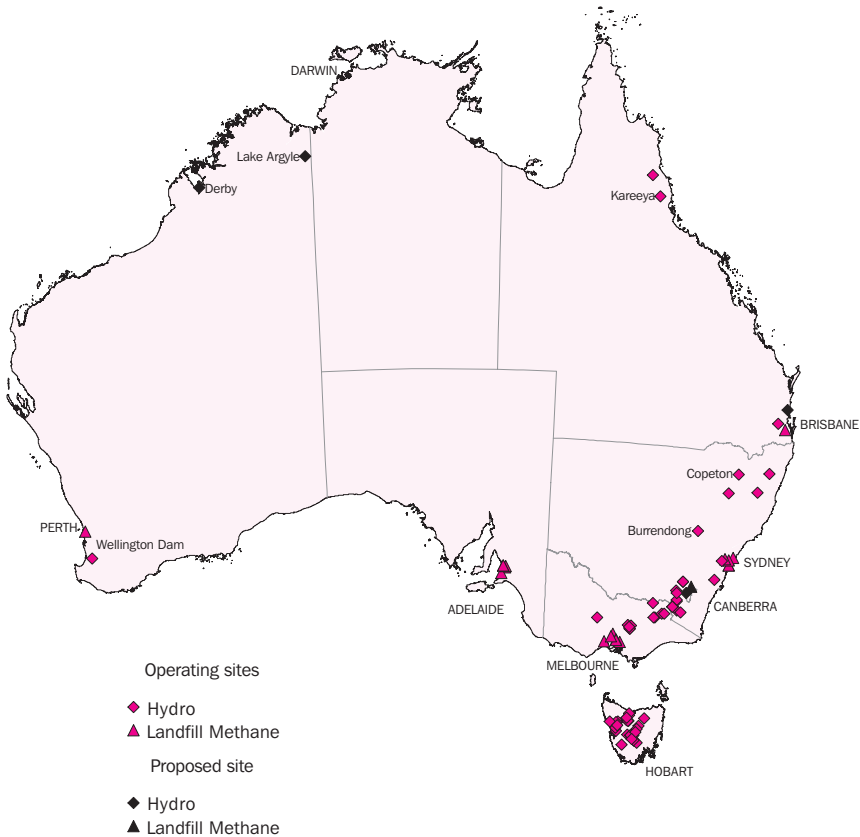 DARWIN
Lake Argyle
Derby
Kareeya
BRISBANE
Copeton
Burrendong
PERTH
Wellington Dam
SYDNEY
ADELAIDE
CANBERRA
MELBOURNE
HOBART
Operating sites
Hydro
Landfill Methane
Proposed site
Hydro
Landfill Methane